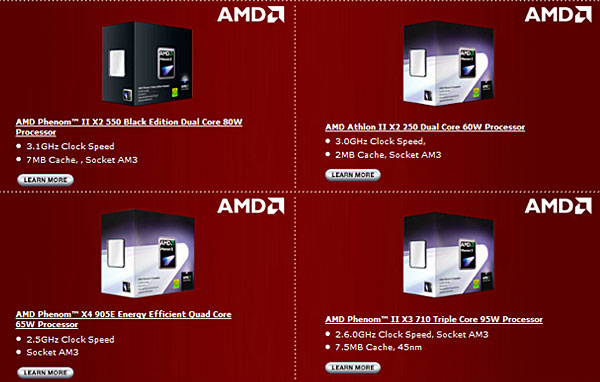 AMD
AMD Phenom™ II X2 550 Black Edition Dual Core 80W
Processor
3.1GHz Clock Speed
7MB Cache, , Socket AM3
LEARN MORE
AMD
AMD Athlon II X2 250 Dual Core 60W Processor
3.0GHz Clock Speed,
2MB Cache, Socket AM3
LEARN MORE
AMD
AMD Phenom™ X4 905E Energy Efficient Quad Core
65W Processor
2.5GHz Clock Speed
Socket AM3
LEARN MORE
AMD
AMD Phenom™ II X3 710 Triple Core 95W Processor
2.6.0GHz Clock Speed, Socket AM3
7.5MB Cache, 45nm
LEARN MORE